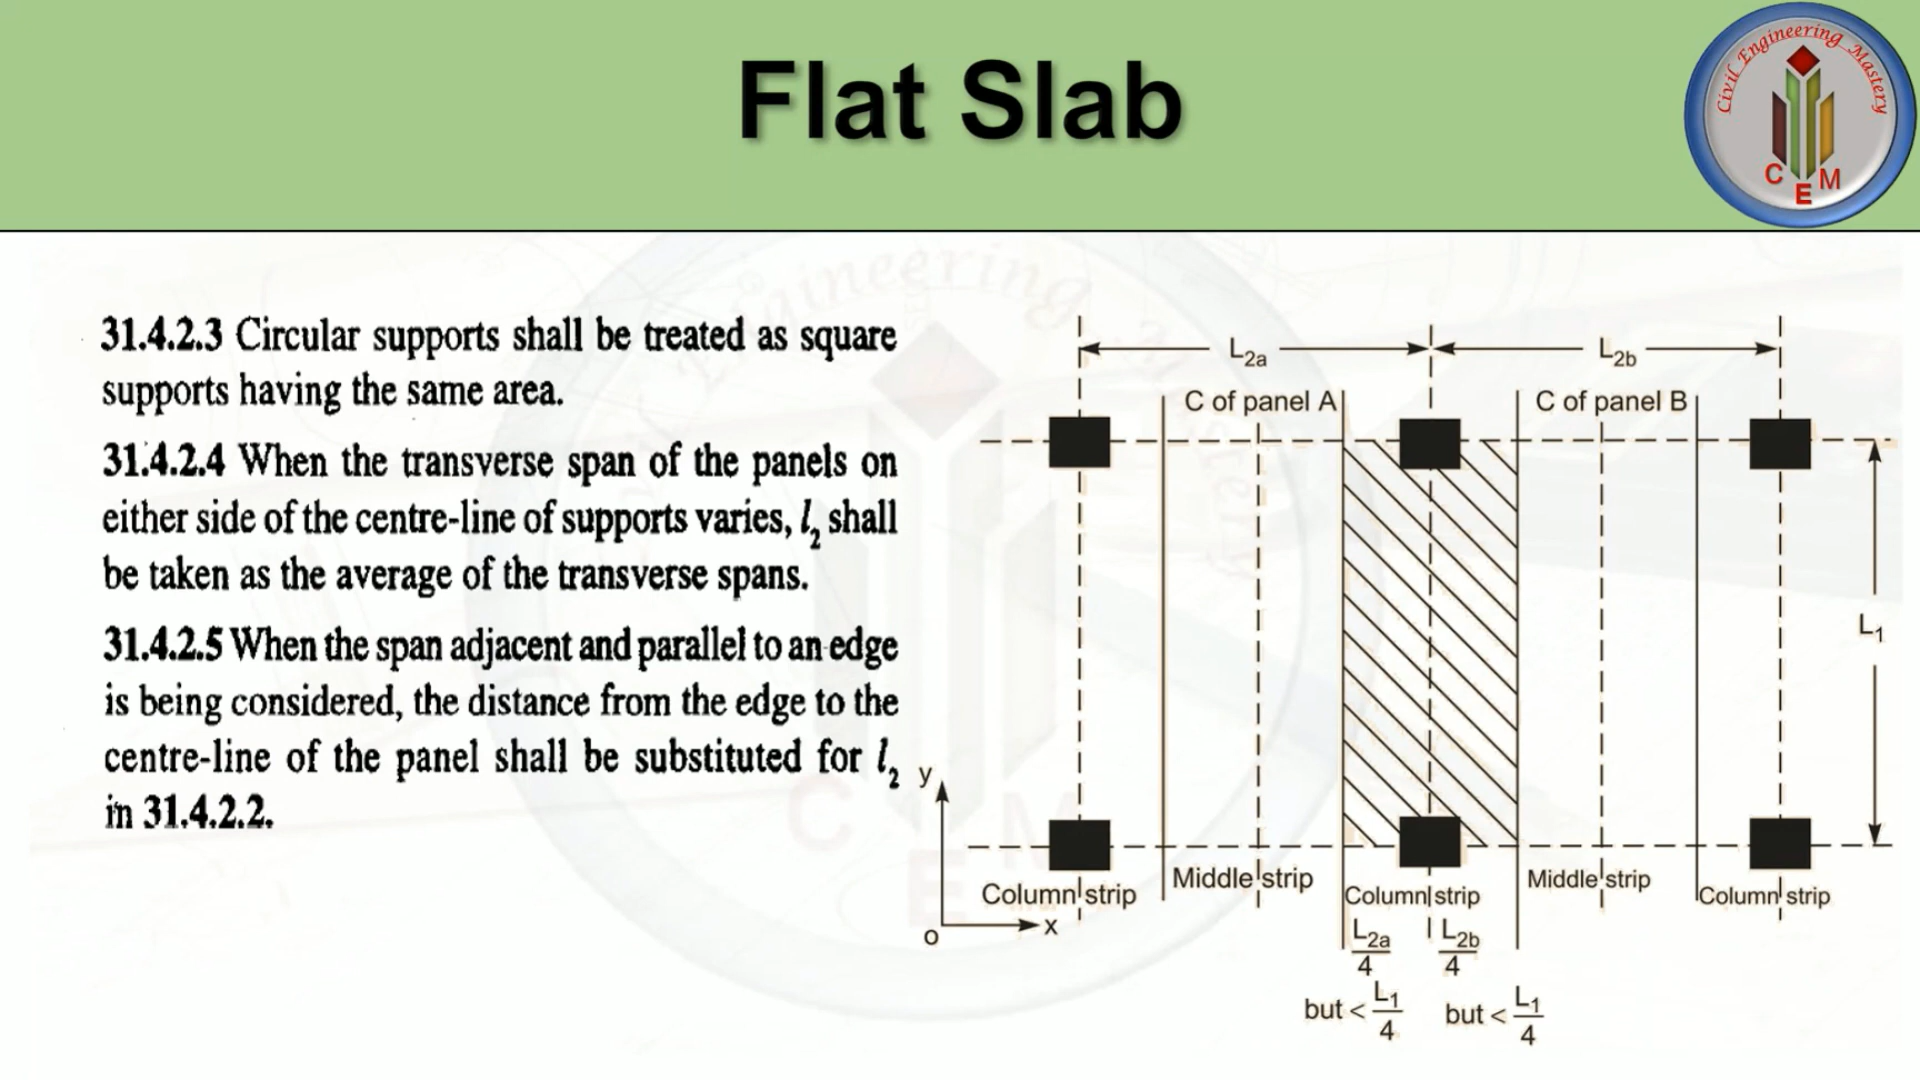 Flat Slab
Civil Engineering Mastery
C E M
31.4.2.3 Circular supports shall be treated as square
supports having the same area.
31.4.2.4 When the transverse span of the panels on
either side of the centre-line of supports varies, l2 shall
be taken as the average of the transverse spans.
31.4.2.5 When the span adjacent and parallel to an edge
is being considered, the distance from the edge to the
centre-line of the panel shall be substituted for l2
in 31.4.2.2.
L2a L2b
C of panel A C of panel B
L1
y
o x
Column strip Middle strip Column strip Middle strip Column strip
L2a/4 L2b/4
but < L1/4 but < L1/4